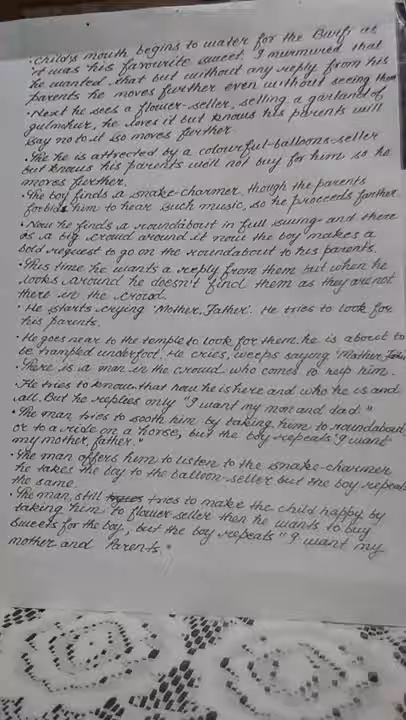 • Child's mouth begins to water for the Burfi as
it was his favourite sweet. I murmured that
he wanted that but without any reply from his
parents he moves further even without seeing them
• Next he sees a flower-seller, selling a garland of
gulmhur, he loves it but knows his parents will
say no to it so moves further
• The he is attrected by a colourful-balloons-seller
but knows his parents well not buy for him so he
moves further.
• The boy finds a snake-charmer, though the parents
forbids him to hear such music, so he proceeds further
• Now he finds a roundabout in full swing and there
is a big crowd around it now the boy makes a
bold request to go on the roundabout to his parents.
• This time he wants a reply from them but when he
looks around he doesn't find them as they are not
there in the crowd.
• He starts crying 'Mother, Father'. He tries to look for
his parents.
• He goes near to the temple to look for them. he is about to
be trampled underfoot. He cries, weeps saying 'Mother, Father
• There is a man in the crowd who comes to help him.
• He tries to know that how he is here and who he is and
all. But he replies only "I want my mom and dad."
• The man tries to sooth him by taking him to roundabout
or to a ride on a horse, but the boy repeats "I want
my mother, father."
• The man offers him to listen to the snake-charmer
he takes the boy to the balloon-seller but the boy repeats
the same.
• The man, still tries to make the child happy by
taking him to flower seller then he wants to buy
sweets for the boy, but the boy repeats "I want my
mother and Parents"